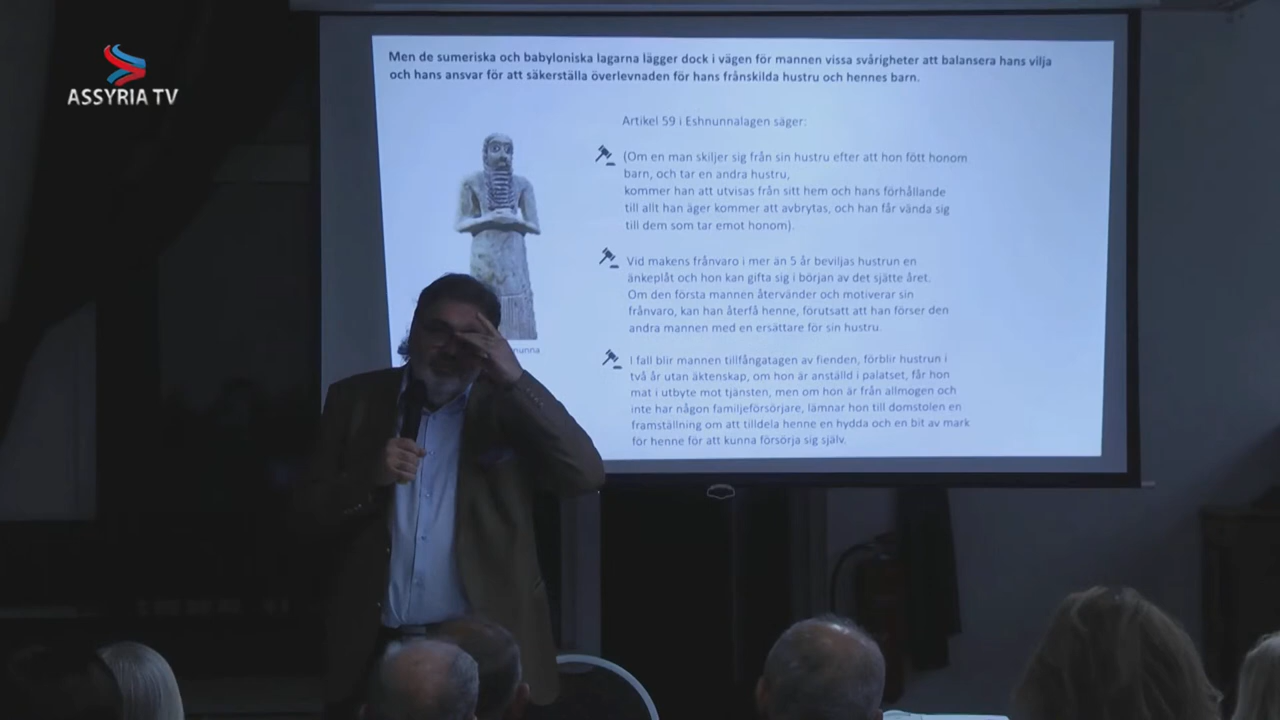 ASSYRIA TV
Men de sumeriska och babyloniska lagarna lägger dock i vägen för mannen vissa svårigheter att balansera hans vilja
och hans ansvar för att säkerställa överlevnaden för hans frånskilda hustru och hennes barn.
Artikel 59 i Eshnunnalagen säger:
(Om en man skiljer sig från sin hustru efter att hon fött honom
barn, och tar en andra hustru,
kommer han att utvisas från sitt hem och hans förhållande
till allt han äger kommer att avbrytas, och han får vända sig
till dem som tar emot honom).
Vid makens frånvaro i mer än 5 år beviljas hustrun en
änkeplåt och hon kan gifta sig i början av det sjätte året.
Om den första mannen återvänder och motiverar sin
frånvaro, kan han återfå henne, förutsatt att han förser den
andra mannen med en ersättare för sin hustru.
I fall blir mannen tillfångatagen av fienden, förblir hustrun i
två år utan äktenskap, om hon är anställd i palatset, får hon
mat i utbyte mot tjänsten, men om hon är från allmogen och
inte har någon familjeförsörjare, lämnar hon till domstolen en
framställning om att tilldela henne en hydda och en bit av mark
för henne för att kunna försörja sig själv.